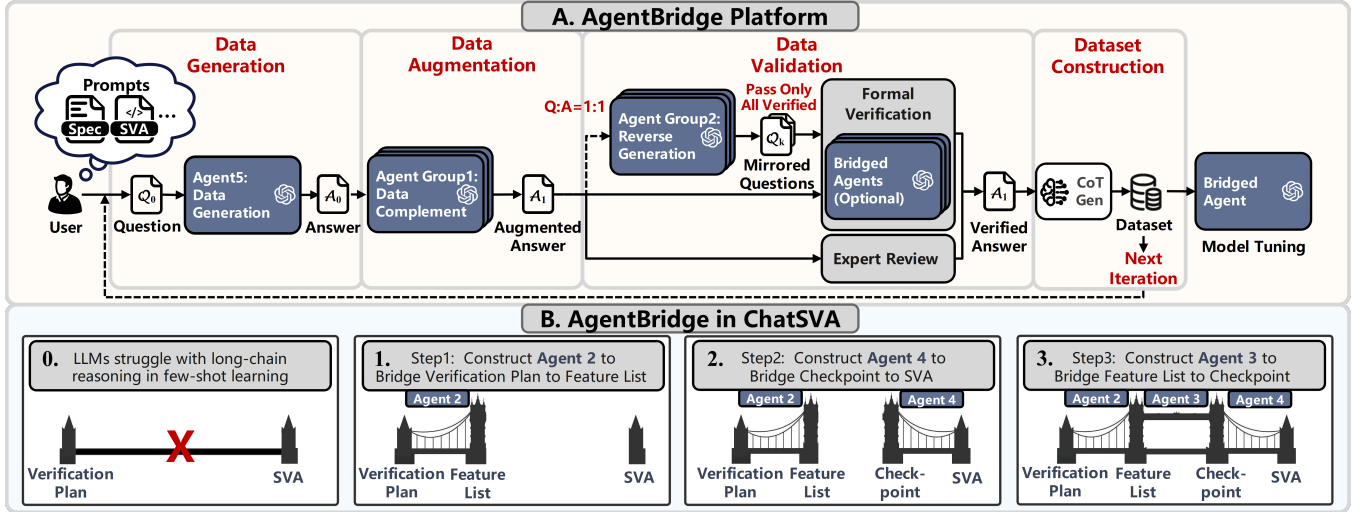 A. AgentBridge Platform
Data
Generation
Data
Augmentation
Data
Validation
Dataset
Construction
Prompts
Spec
</>
SVA
...
User
Q0
Question
Agent5:
Data
Generation
A0
Answer
Agent Group1:
Data
Complement
A1
Augmented
Answer
Q:A=1:1
Agent Group2:
Reverse
Generation
Pass Only
All Verified
Qk
Mirrored
Questions
Formal
Verification
Bridged
Agents
(Optional)
Expert Review
A1
Verified
Answer
CoT
Gen
Dataset
Next
Iteration
Bridged
Agent
Model Tuning
B. AgentBridge in ChatSVA
0. LLMs struggle with long-chain
reasoning in few-shot learning
X
Verification
Plan
SVA
1. Step1: Construct Agent 2 to
Bridge Verification Plan to Feature List
Agent 2
Verification
Plan
Feature
List
SVA
2. Step2: Construct Agent 4 to
Bridge Checkpoint to SVA
Agent 2
Agent 4
Verification
Plan
Feature
List
Check-
point
SVA
3. Step3: Construct Agent 3 to
Bridge Feature List to Checkpoint
Agent 2
Agent 3
Agent 4
Verification
Plan
Feature
List
Check-
point
SVA